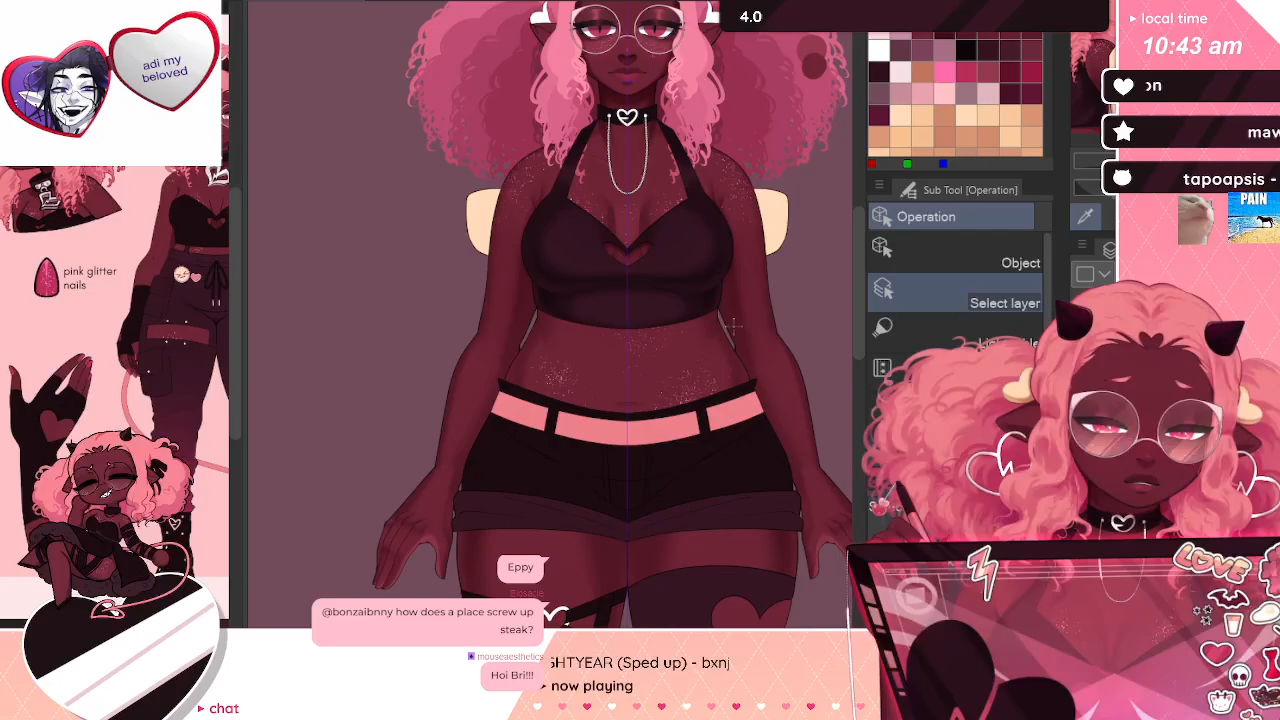 adi my
beloved
4.0
local time
10:43 am
on
maw
tapoapsis -
PAIN
Sub Tool [Operation]
Operation
Object
Select layer
pink glitter
nails
LOVE
Eppy
@bonzaibnny how does a place screw up
steak?
mouseaesthetics
Hoi Bri!!!
GHTYEAR (Sped up) - bxnj
now playing
chat